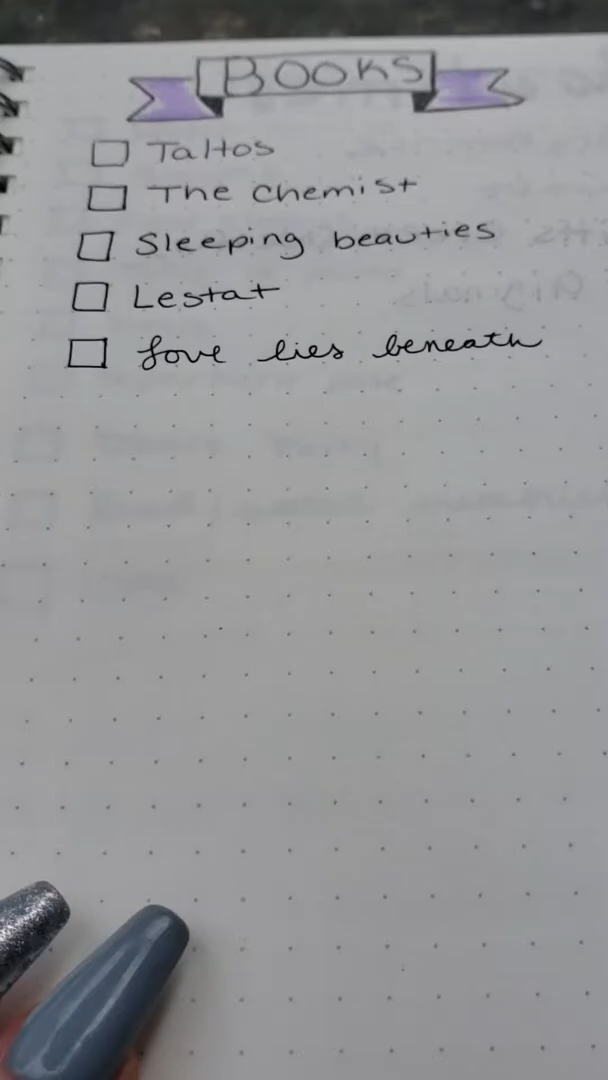 BOOKS
Taltos
The chemist
Sleeping beauties
Lestat
Love lies beneath